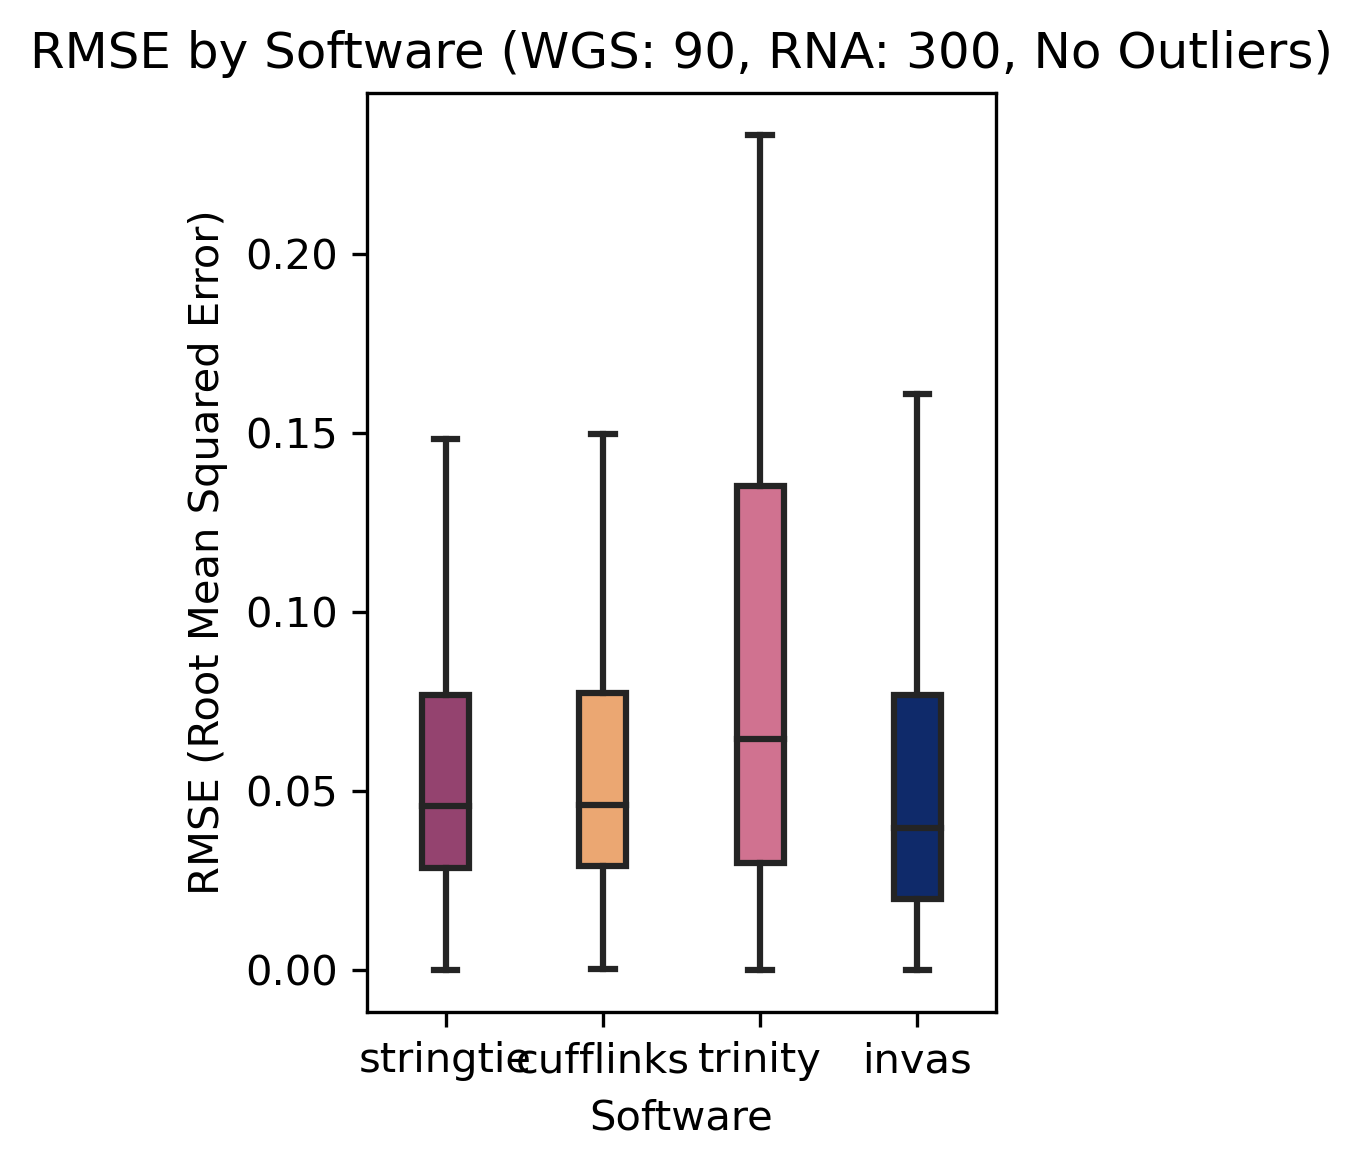 RMSE by Software (WGS: 90, RNA: 300, No Outliers)
RMSE (Root Mean Squared Error)
0.20
0.15
0.10
0.05
0.00
stringtie cufflinks trinity invas
Software